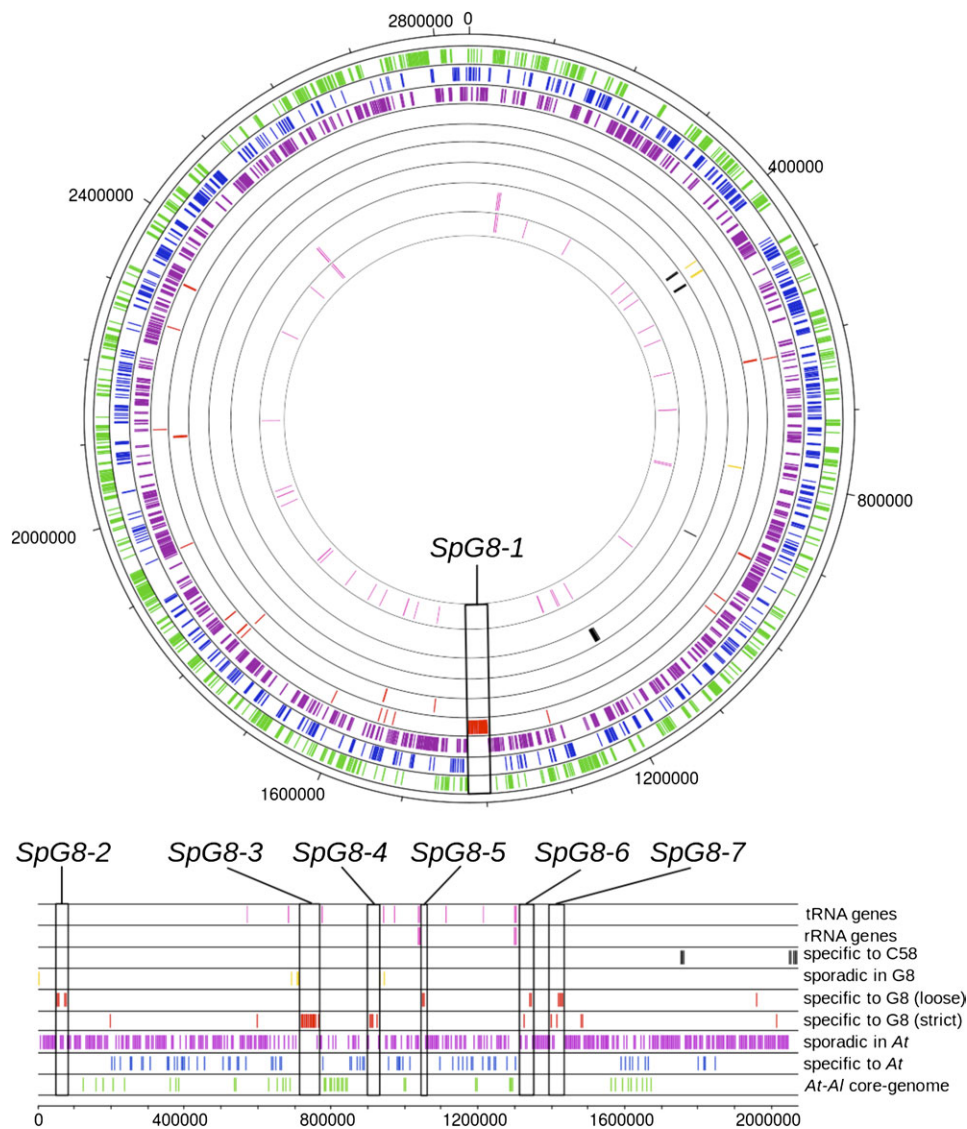 2800000 0
400000
2400000
800000
2000000
SpG8-1
1200000
1600000
SpG8-2 SpG8-3 SpG8-4 SpG8-5 SpG8-6 SpG8-7
tRNA genes
rRNA genes
specific to C58
sporadic in G8
specific to G8 (loose)
specific to G8 (strict)
sporadic in At
specific to At
At-Al core-genome
0 400000 800000 1200000 1600000 2000000